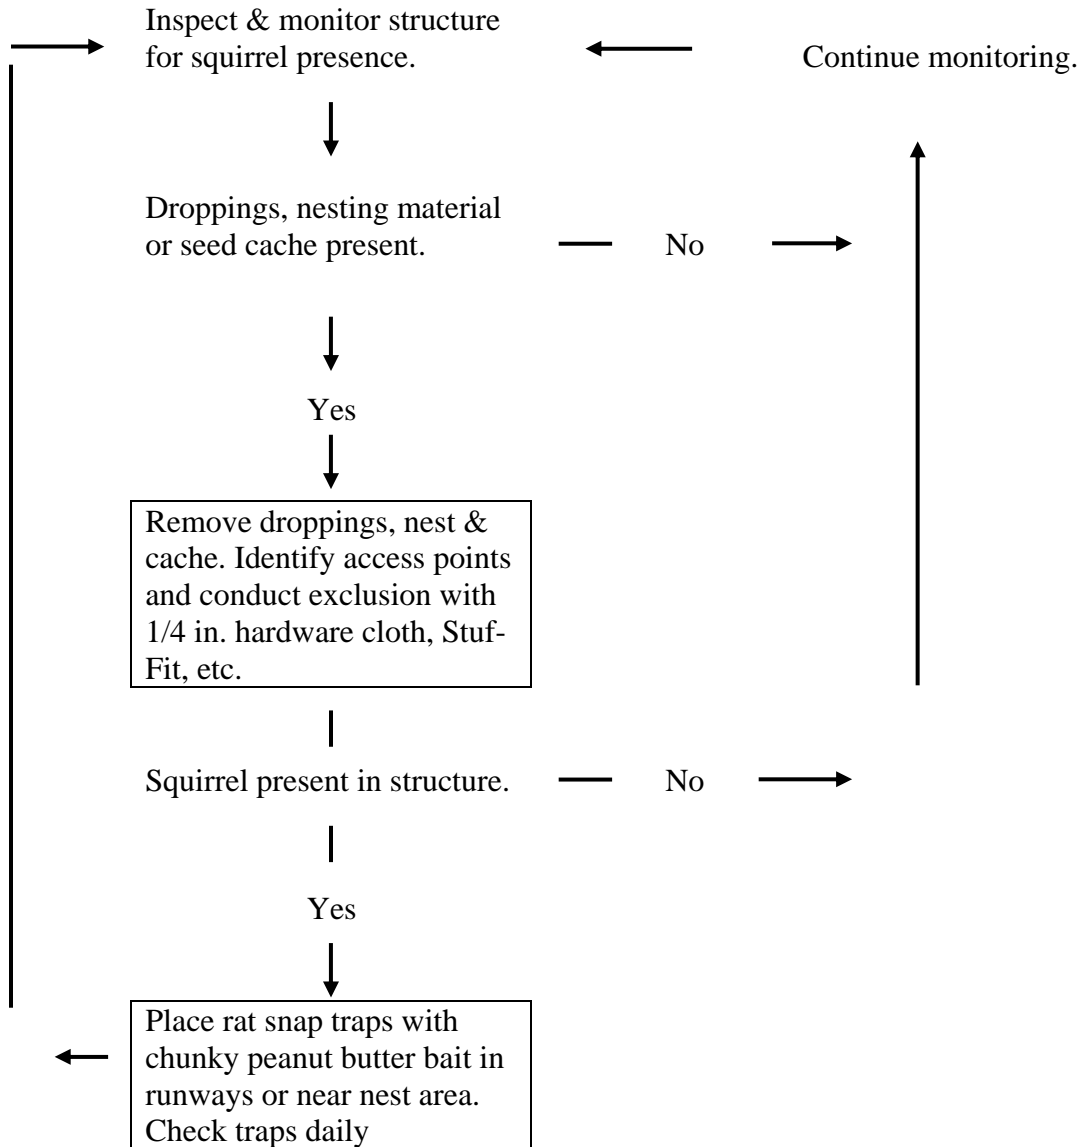 Inspect & monitor structure
for squirrel presence.
Continue monitoring.
Droppings, nesting material
or seed cache present.
No
Yes
Remove droppings, nest &
cache. Identify access points
and conduct exclusion with
1/4 in. hardware cloth, Stuf-
Fit, etc.
Squirrel present in structure.
No
Yes
Place rat snap traps with
chunky peanut butter bait in
runways or near nest area.
Check traps daily